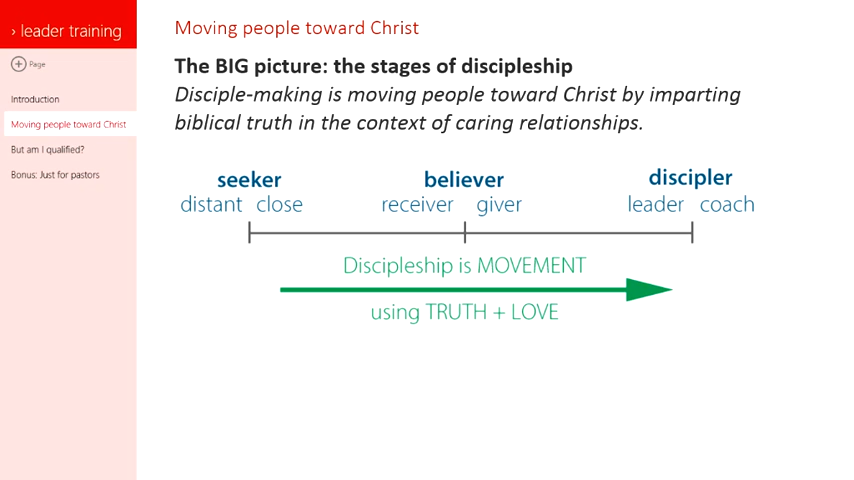 › leader training
Page
Introduction
Moving people toward Christ
But am I qualified?
Bonus: Just for pastors
Moving people toward Christ
The BIG picture: the stages of discipleship
Disciple-making is moving people toward Christ by imparting
biblical truth in the context of caring relationships.
seeker believer discipler
distant close receiver giver leader coach
Discipleship is MOVEMENT
using TRUTH + LOVE